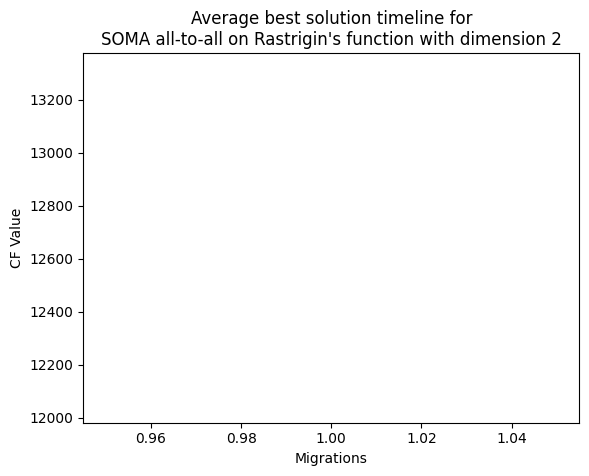 Average best solution timeline for
SOMA all-to-all on Rastrigin's function with dimension 2
13200
13000
12800
12600
12400
12200
12000
CF Value
0.96 0.98 1.00 1.02 1.04
Migrations